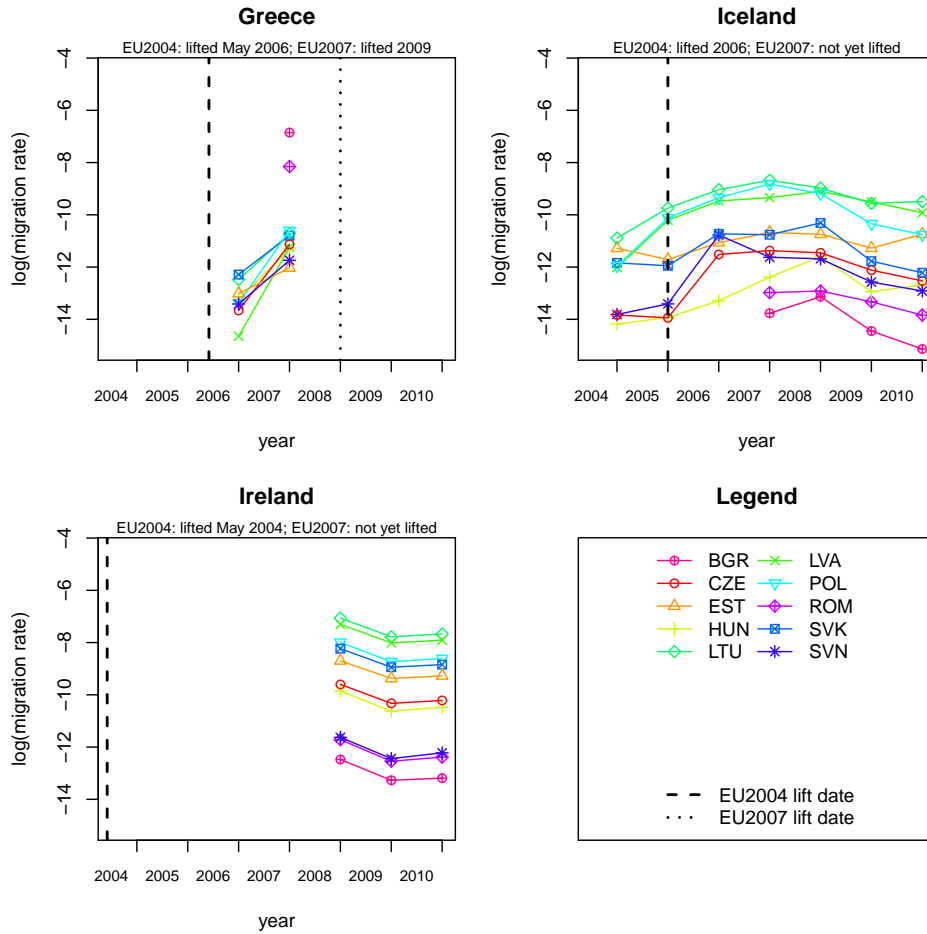 Greece
EU2004: lifted May 2006; EU2007: lifted 2009
log(migration rate)
−4
−6
−8
−10
−12
−14
2004 2005 2006 2007 2008 2009 2010
year
Iceland
EU2004: lifted 2006; EU2007: not yet lifted
log(migration rate)
−4
−6
−8
−10
−12
−14
2004 2005 2006 2007 2008 2009 2010
year
Ireland
EU2004: lifted May 2004; EU2007: not yet lifted
log(migration rate)
−4
−6
−8
−10
−12
−14
2004 2005 2006 2007 2008 2009 2010
year
Legend
BGR LVA
CZE POL
EST ROM
HUN SVK
LTU SVN
EU2004 lift date
EU2007 lift date